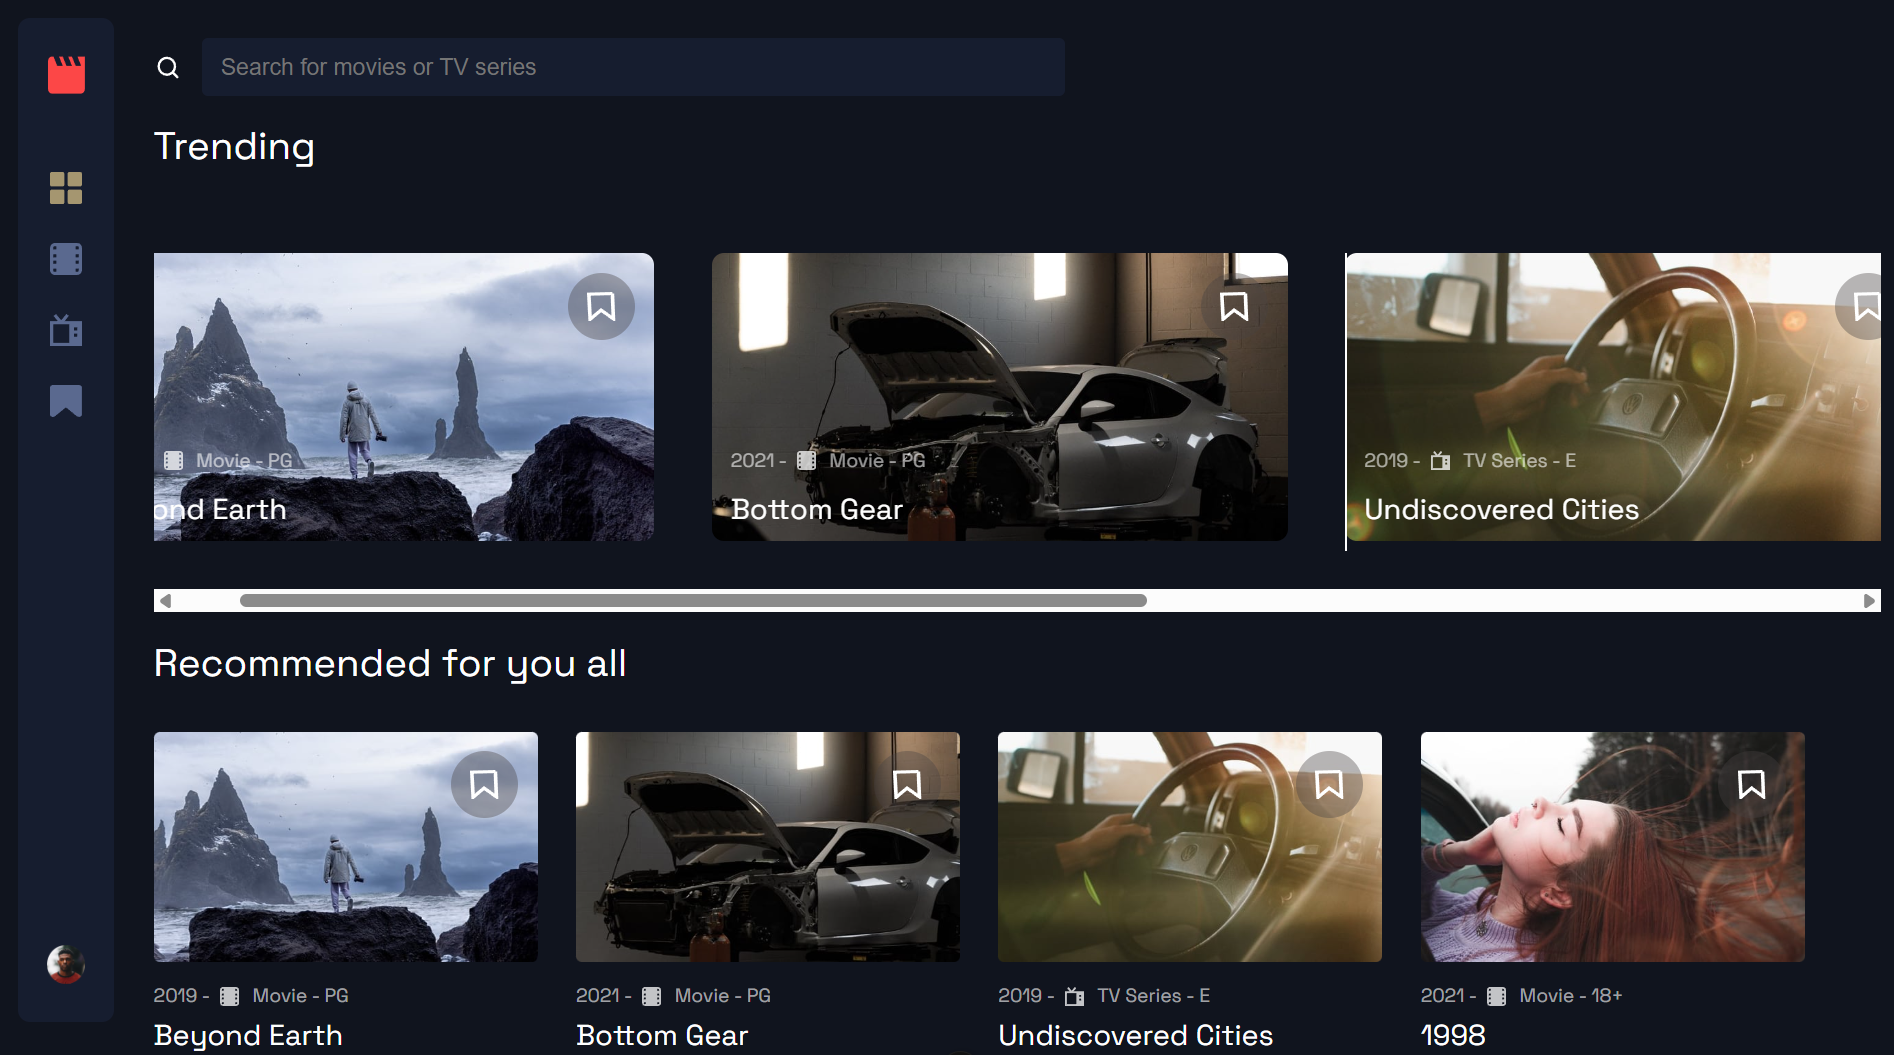 Search for movies or TV series
Trending
Movie - PG
ond Earth
2021 - Movie - PG
Bottom Gear
2019 - TV Series - E
Undiscovered Cities
Recommended for you all
2019 - Movie - PG
Beyond Earth
2021 - Movie - PG
Bottom Gear
2019 - TV Series - E
Undiscovered Cities
2021 - Movie - 18+
1998